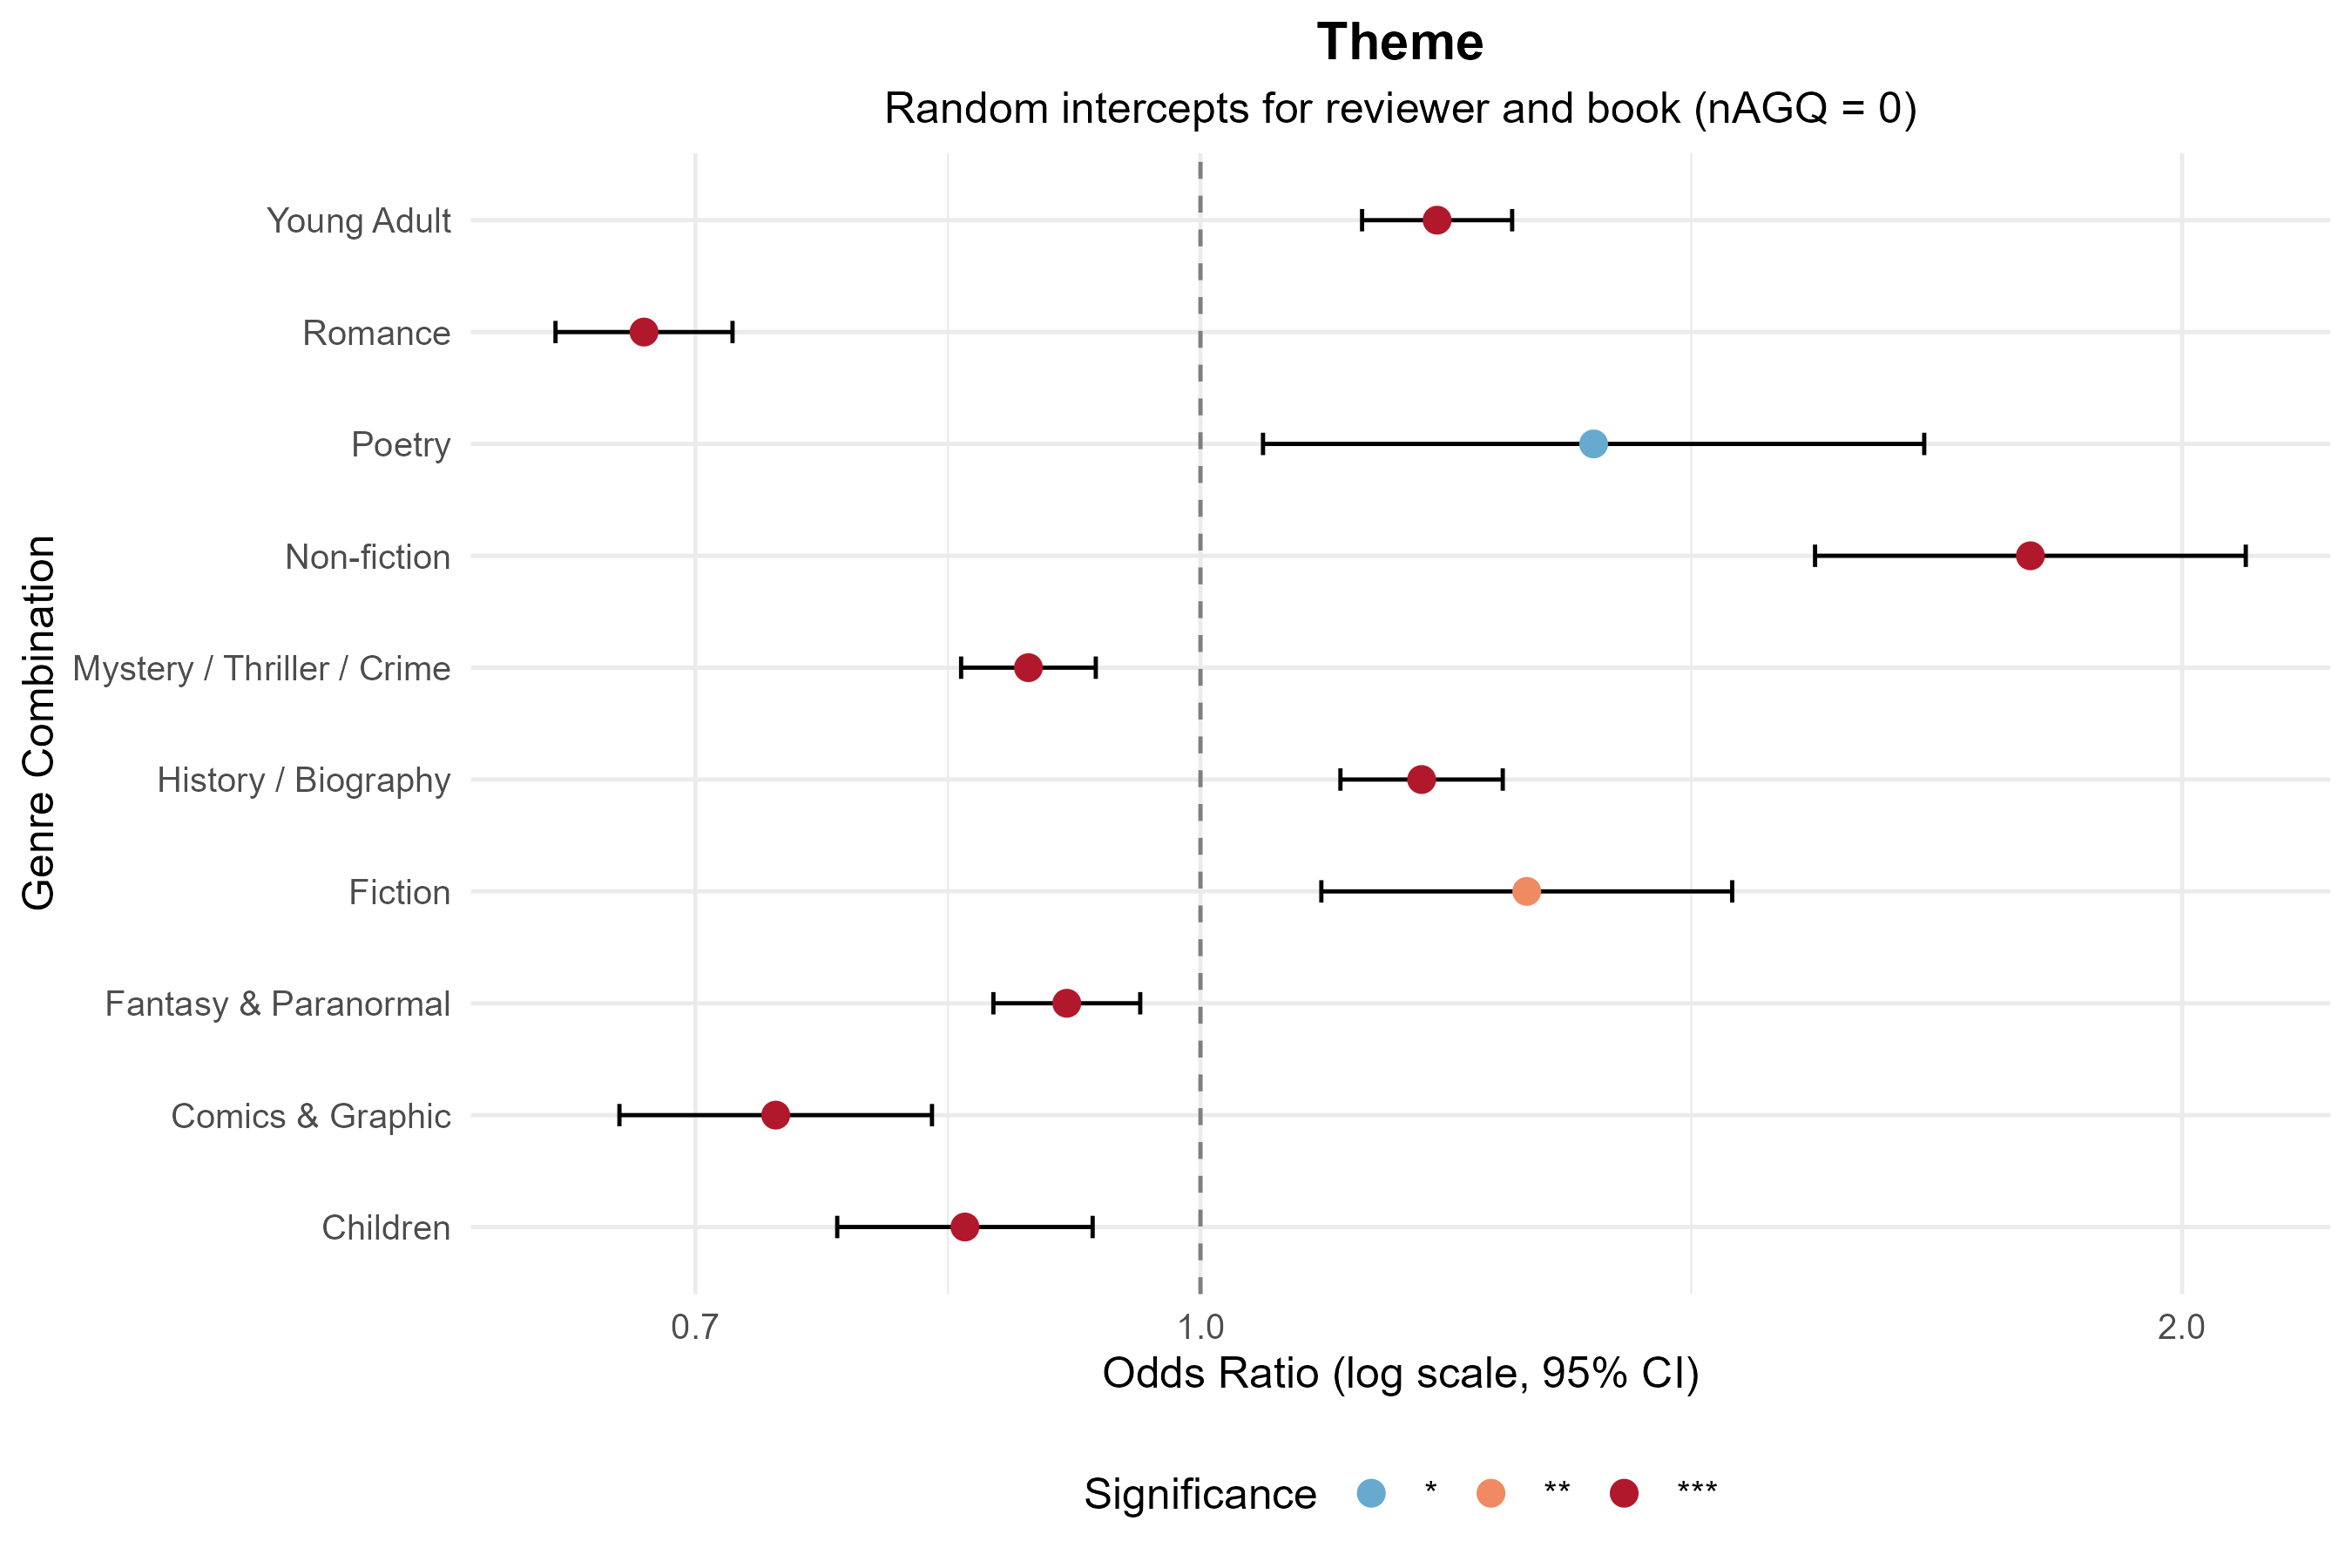 Theme
Random intercepts for reviewer and book (nAGQ = 0)
Genre Combination
Young Adult
Romance
Poetry
Non-fiction
Mystery / Thriller / Crime
History / Biography
Fiction
Fantasy & Paranormal
Comics & Graphic
Children
0.7 1.0 2.0
Odds Ratio (log scale, 95% CI)
Significance * ** ***